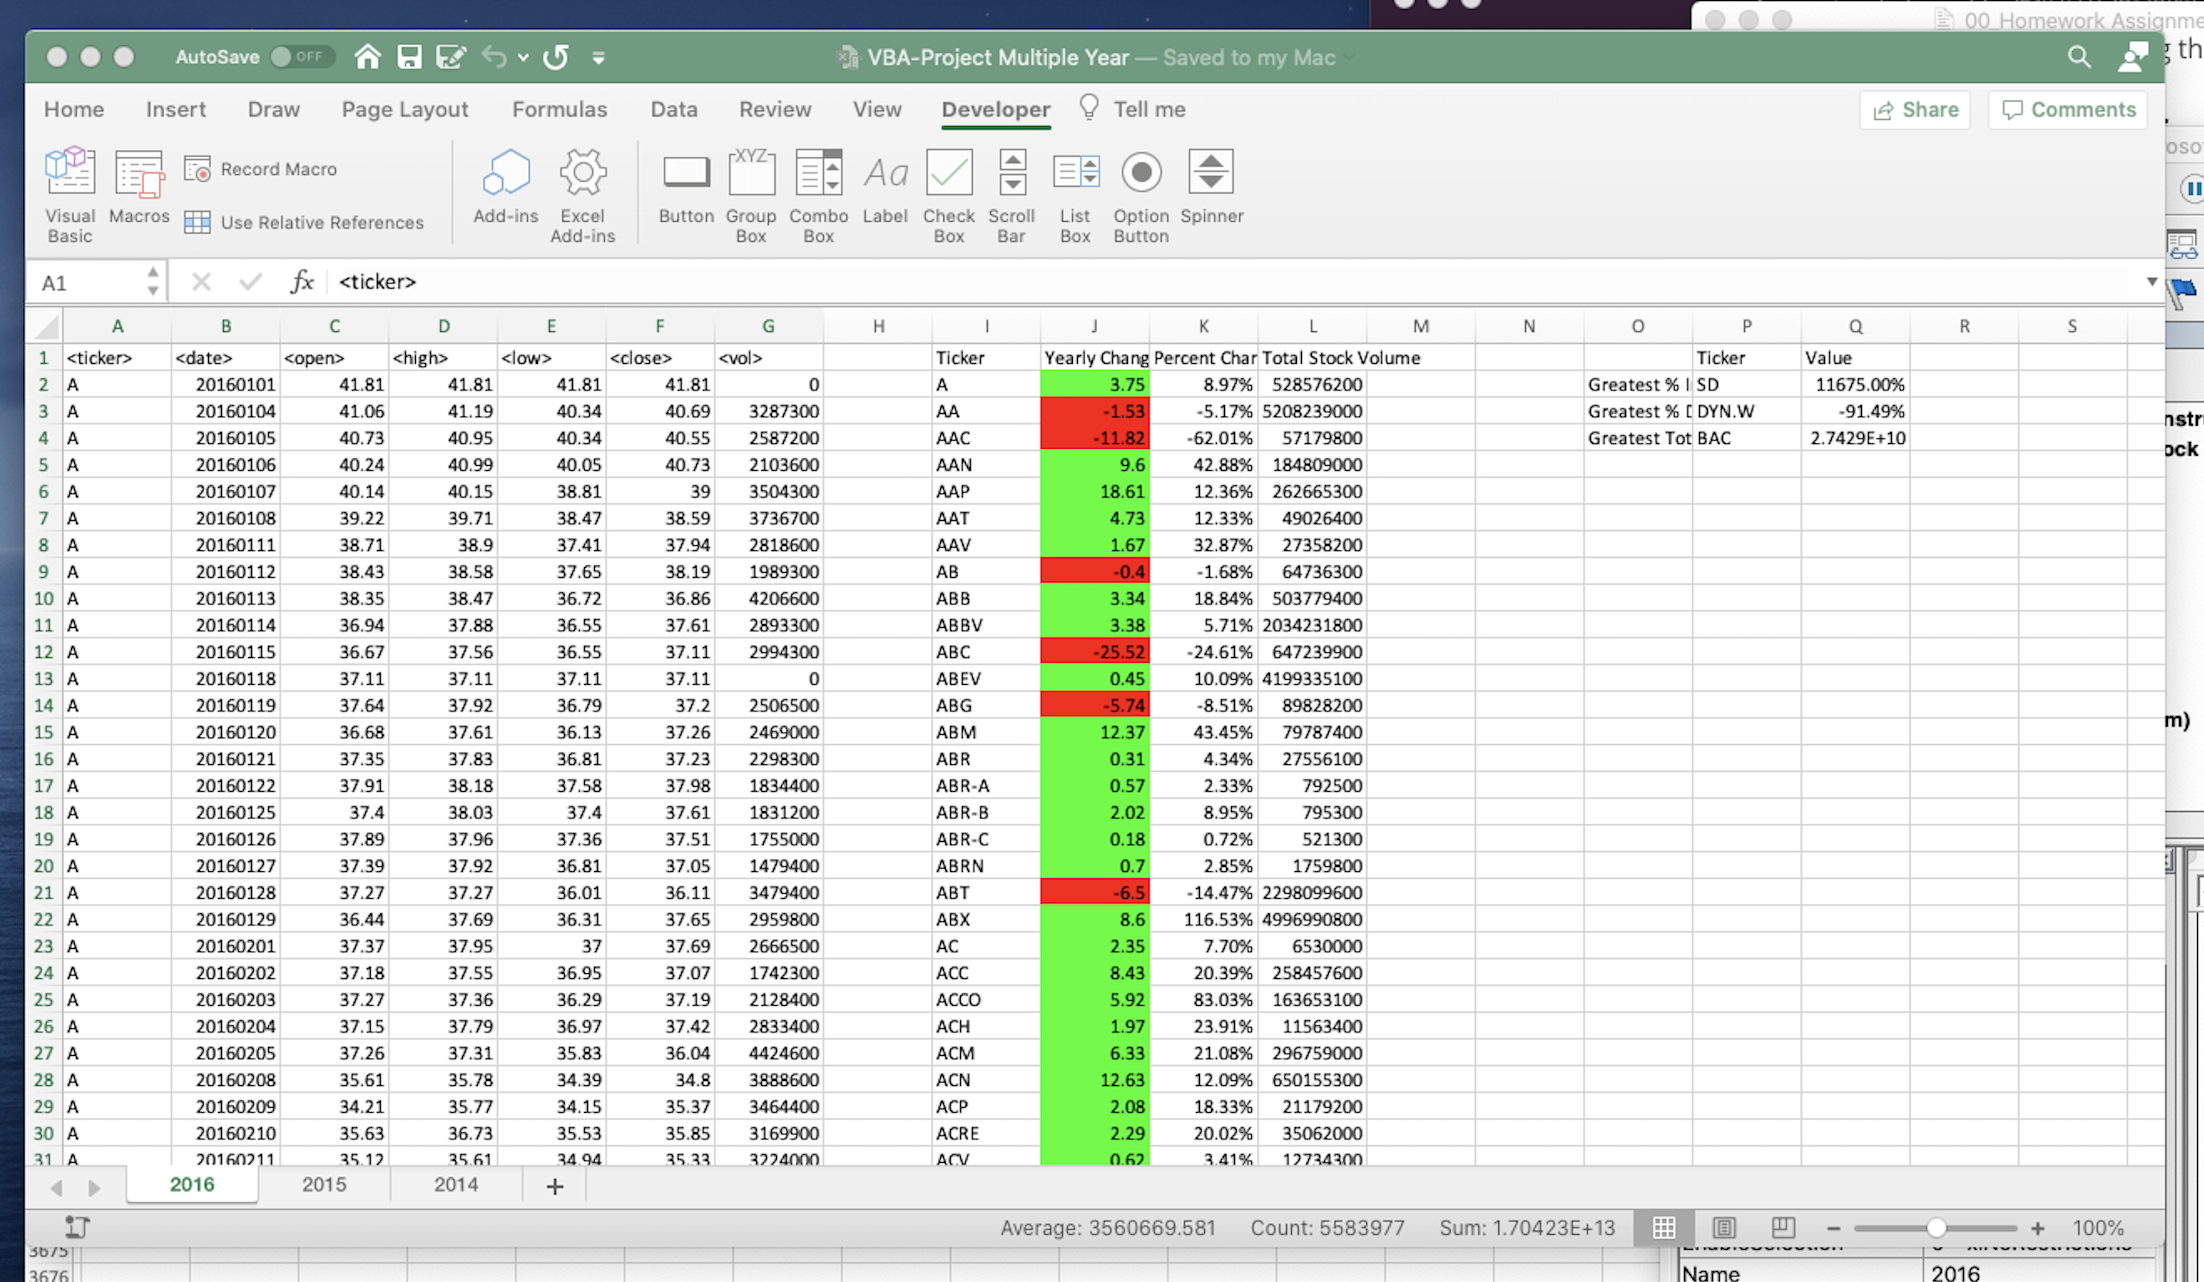 00_Homework Assignme
AutoSave OFF VBA-Project Multiple Year — Saved to my Mac
Home Insert Draw Page Layout Formulas Data Review View Developer Tell me Share Comments
Visual Basic Macros Record Macro Use Relative References Add-ins Excel Add-ins Button XYZ Group Box Combo Box Aa Label Check Box Scroll Bar List Box Option Button Spinner
A1 fx <ticker>
A B C D E F G H I J K L M N O P Q R S
1 <ticker> <date> <open> <high> <low> <close> <vol> Ticker Yearly Chang Percent Char Total Stock Volume Ticker Value
2 A 20160101 41.81 41.81 41.81 41.81 0 A 3.75 8.97% 528576200 Greatest % I SD 11675.00%
3 A 20160104 41.06 41.19 40.34 40.69 3287300 AA -1.53 -5.17% 5208239000 Greatest % D DYN.W -91.49%
4 A 20160105 40.73 40.95 40.34 40.55 2587200 AAC -11.82 -62.01% 57179800 Greatest Tot BAC 2.7429E+10
5 A 20160106 40.24 40.99 40.05 40.73 2103600 AAN 9.6 42.88% 184809000
6 A 20160107 40.14 40.15 38.81 39 3504300 AAP 18.61 12.36% 262665300
7 A 20160108 39.22 39.71 38.47 38.59 3736700 AAT 4.73 12.33% 49026400
8 A 20160111 38.71 38.9 37.41 37.94 2818600 AAV 1.67 32.87% 27358200
9 A 20160112 38.43 38.58 37.65 38.19 1989300 AB -0.4 -1.68% 64736300
10 A 20160113 38.35 38.47 36.72 36.86 4206600 ABB 3.34 18.84% 503779400
11 A 20160114 36.94 37.88 36.55 37.61 2893300 ABBV 3.38 5.71% 2034231800
12 A 20160115 36.67 37.56 36.55 37.11 2994300 ABC -25.52 -24.61% 647239900
13 A 20160118 37.11 37.11 37.11 37.11 0 ABEV 0.45 10.09% 4199335100
14 A 20160119 37.64 37.92 36.79 37.2 2506500 ABG -5.74 -8.51% 89828200
15 A 20160120 36.68 37.61 36.13 37.26 2469000 ABM 12.37 43.45% 79787400
16 A 20160121 37.35 37.83 36.81 37.23 2298300 ABR 0.31 4.34% 27556100
17 A 20160122 37.91 38.18 37.58 37.98 1834400 ABR-A 0.57 2.33% 792500
18 A 20160125 37.4 38.03 37.4 37.61 1831200 ABR-B 2.02 8.95% 795300
19 A 20160126 37.89 37.96 37.36 37.51 1755000 ABR-C 0.18 0.72% 521300
20 A 20160127 37.39 37.92 36.81 37.05 1479400 ABRN 0.7 2.85% 1759800
21 A 20160128 37.27 37.27 36.01 36.11 3479400 ABT -6.5 -14.47% 2298099600
22 A 20160129 36.44 37.69 36.31 37.65 2959800 ABX 8.6 116.53% 4996990800
23 A 20160201 37.37 37.95 37 37.69 2666500 AC 2.35 7.70% 6530000
24 A 20160202 37.18 37.55 36.95 37.07 1742300 ACC 8.43 20.39% 258457600
25 A 20160203 37.27 37.36 36.29 37.19 2128400 ACCO 5.92 83.03% 163653100
26 A 20160204 37.15 37.79 36.97 37.42 2833400 ACH 1.97 23.91% 11563400
27 A 20160205 37.26 37.31 35.83 36.04 4424600 ACM 6.33 21.08% 296759000
28 A 20160208 35.61 35.78 34.39 34.8 3888600 ACN 12.63 12.09% 650155300
29 A 20160209 34.21 35.77 34.15 35.37 3464400 ACP 2.08 18.33% 21179200
30 A 20160210 35.63 36.73 35.53 35.85 3169900 ACRE 2.29 20.02% 35062000
31 A 20160211 35.12 35.61 34.94 35.33 3224000 ACV 0.62 3.41% 12734300
2016 2015 2014
Average: 3560669.581 Count: 5583977 Sum: 1.70423E+13 100%
3675
3676 Name 2016